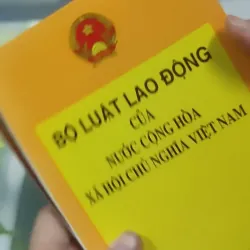 BỘ LUẬT LAO ĐỘNG
CỦA
NƯỚC CỘNG HÒA
XÃ HỘI CHỦ NGHĨA VIỆT NAM